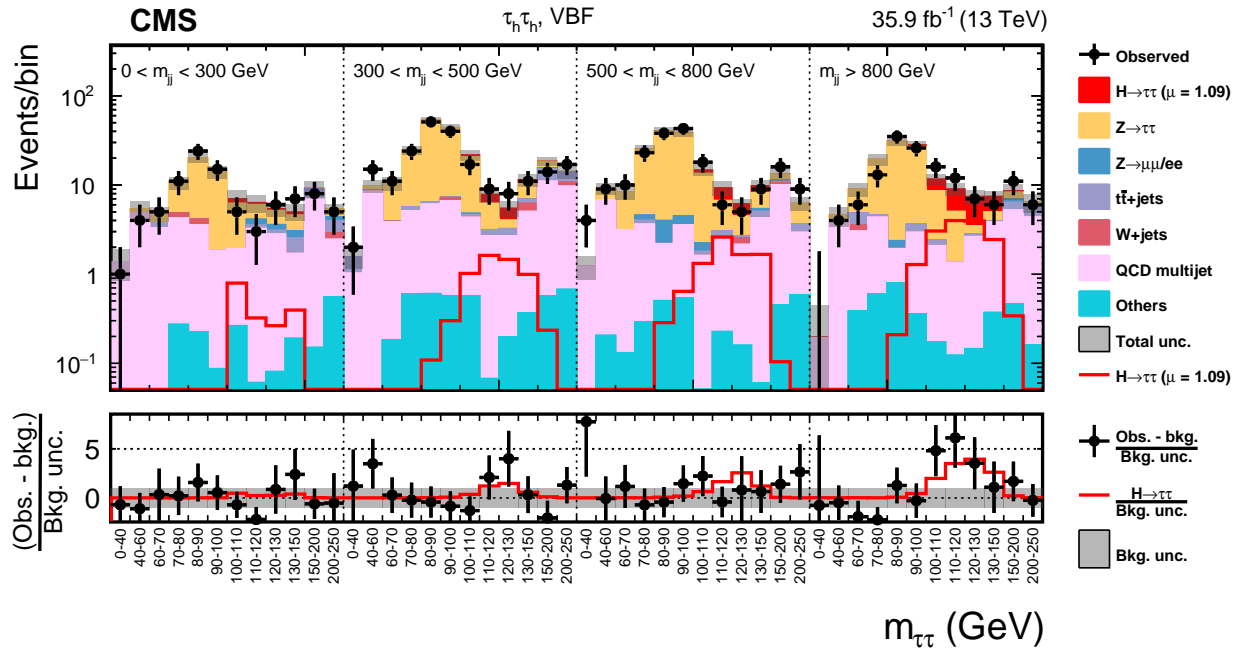 CMS
τhτh, VBF
35.9 fb⁻¹ (13 TeV)
Events/bin
10²
10
1
10⁻¹
0 < mjj < 300 GeV
300 < mjj < 500 GeV
500 < mjj < 800 GeV
mjj > 800 GeV
Observed
H→ττ (μ = 1.09)
Z→ττ
Z→μμ/ee
tt̄+jets
W+jets
QCD multijet
Others
Total unc.
H→ττ (μ = 1.09)
(Obs. - bkg.)
Bkg. unc.
5
0
Obs. - bkg.
Bkg. unc.
H→ττ
Bkg. unc.
Bkg. unc.
0-40 40-60 60-70 70-80 80-90 90-100 100-110 110-120 120-130 130-150 150-200 200-250 0-40 40-60 60-70 70-80 80-90 90-100 100-110 110-120 120-130 130-150 150-200 200-250 0-40 40-60 60-70 70-80 80-90 90-100 100-110 110-120 120-130 130-150 150-200 200-250 0-40 40-60 60-70 70-80 80-90 90-100 100-110 110-120 120-130 130-150 150-200 200-250
mττ (GeV)